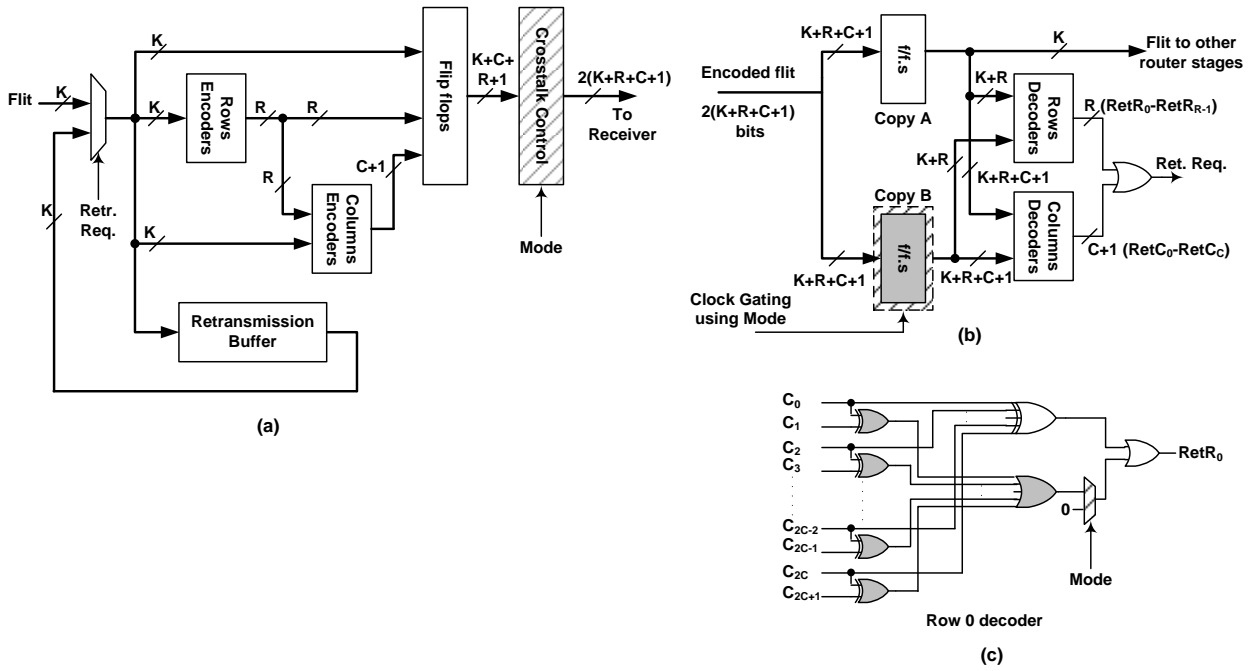 Flit
K
K
K
K
K
Retr.
Req.
Rows
Encoders
R
R
R
Columns
Encoders
C+1
Flip flops
K+C+
R+1
Crosstalk Control
Mode
2(K+R+C+1)
To
Receiver
Retransmission
Buffer
(a)
Encoded flit
2(K+R+C+1)
bits
K+R+C+1
f/f.s
Copy A
K
Flit to other
router stages
K+R
Rows
Decoders
R
(RetR0-RetRR-1)
K+R
K+R+C+1
Ret. Req.
Copy B
f/f.s
K+R+C+1
K+R+C+1
Columns
Decoders
C+1 (RetC0-RetCC)
Clock Gating
using Mode
(b)
C0
C1
C2
C3
C2C-2
C2C-1
C2C
C2C+1
0
Mode
RetR0
Row 0 decoder
(c)